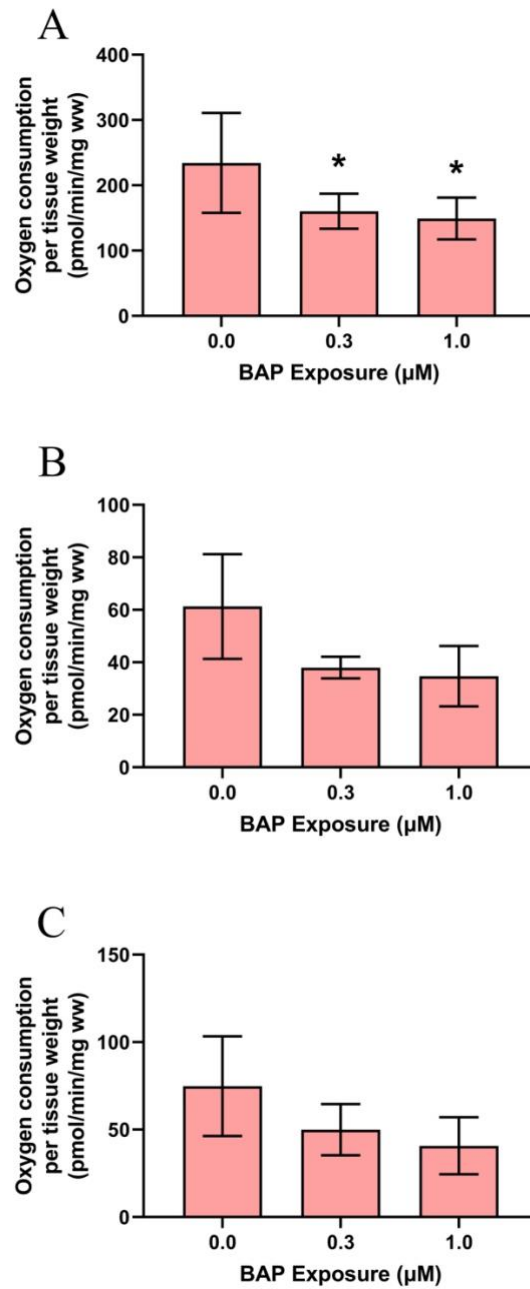 A
Oxygen consumption
per tissue weight
(pmol/min/mg ww)
400
300
200
100
0
* *
0.0 0.3 1.0
BAP Exposure (µM)
B
Oxygen consumption
per tissue weight
(pmol/min/mg ww)
100
80
60
40
20
0
0.0 0.3 1.0
BAP Exposure (µM)
C
Oxygen consumption
per tissue weight
(pmol/min/mg ww)
150
100
50
0
0.0 0.3 1.0
BAP Exposure (µM)